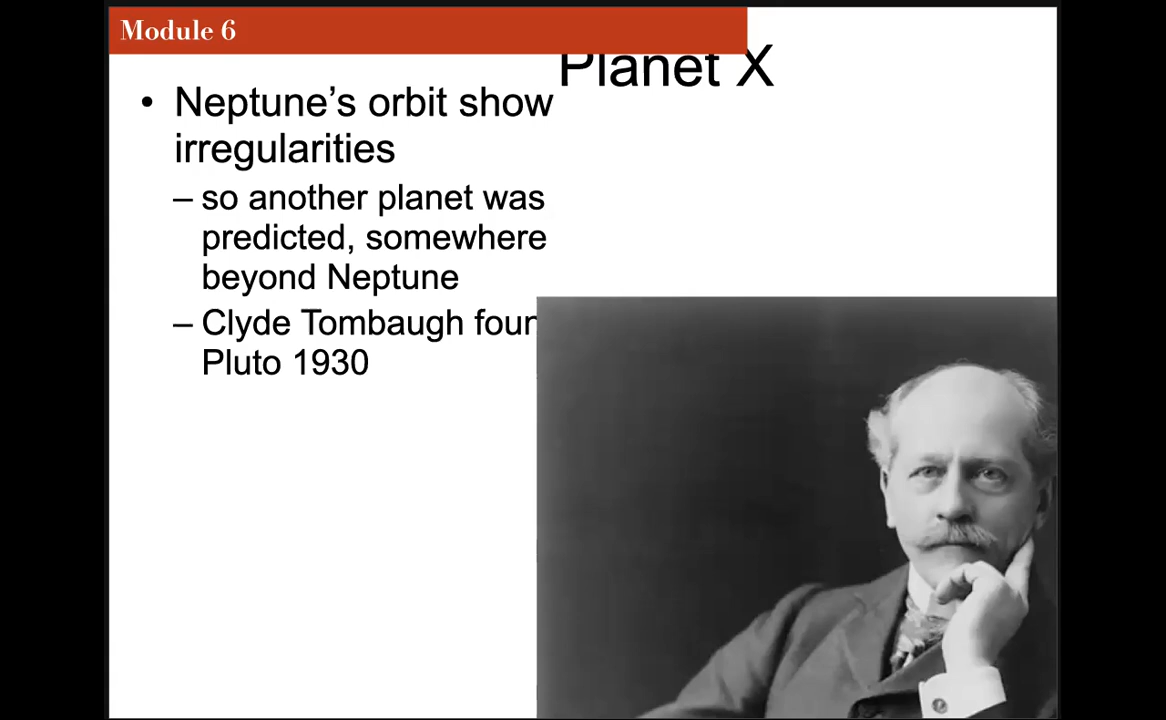 Module 6
Planet X
• Neptune’s orbit show
irregularities
– so another planet was
predicted, somewhere
beyond Neptune
– Clyde Tombaugh foun
Pluto 1930